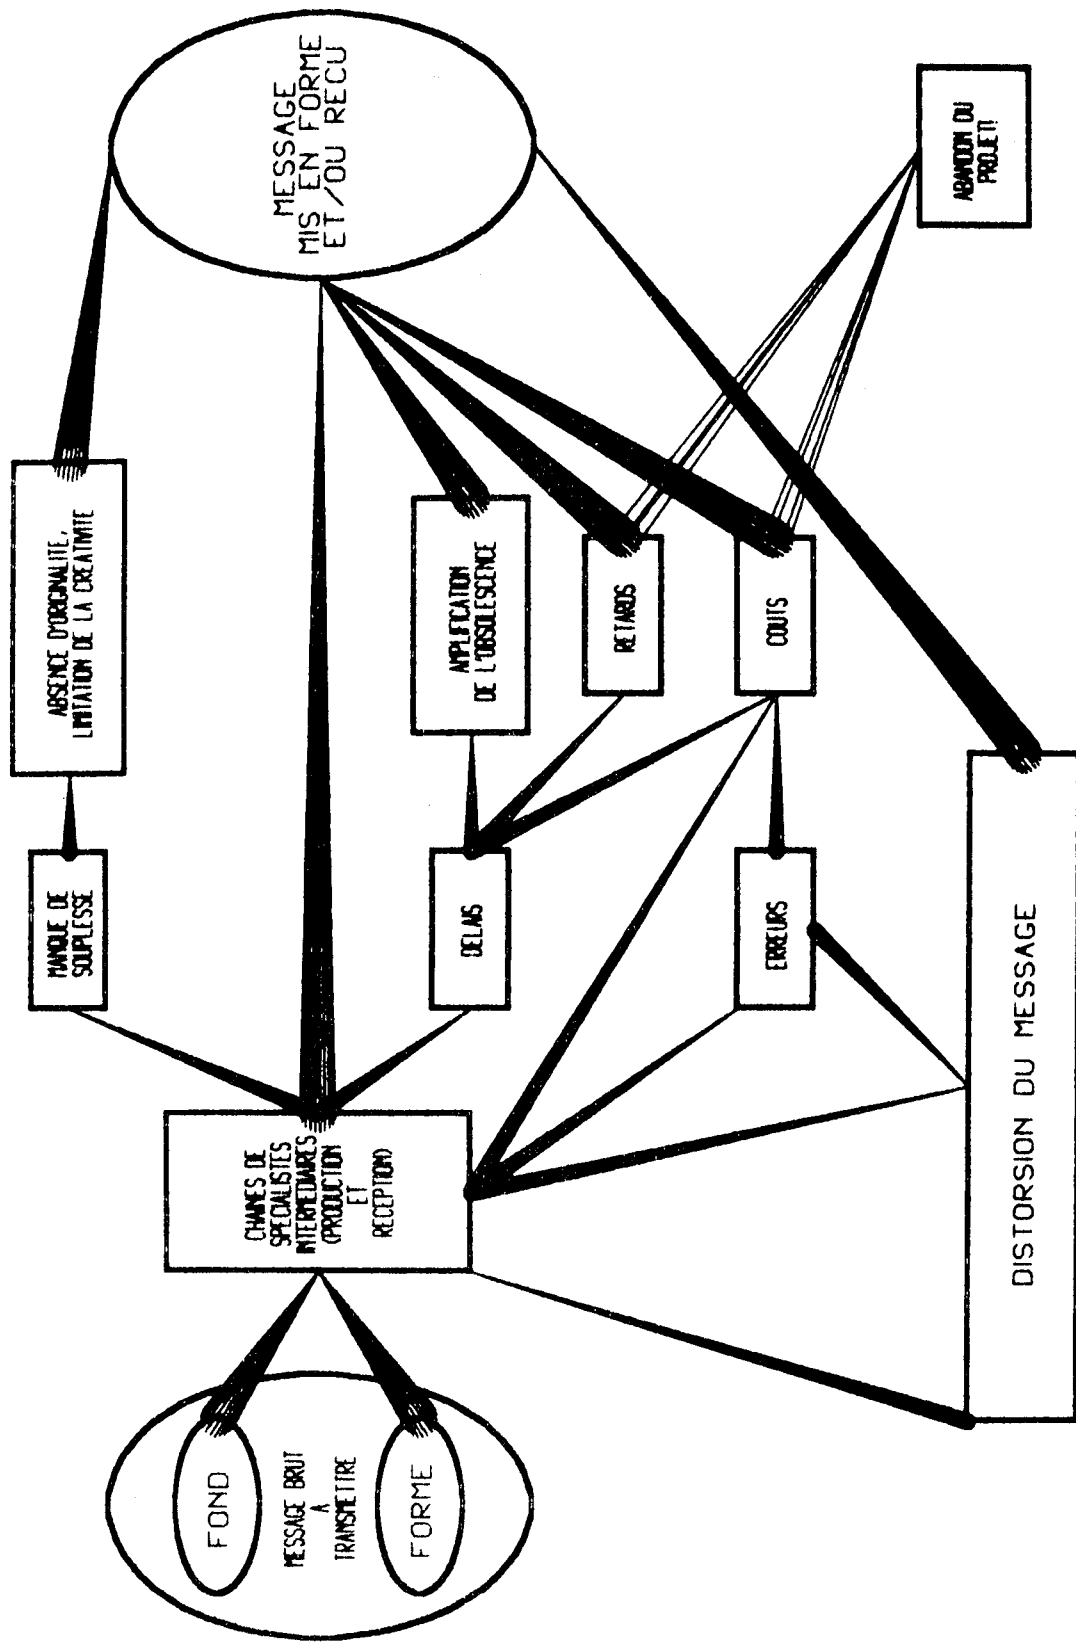 FOND
MESSAGE BRUT
A
TRANSMETTRE
FORME
CHAINES DE
SPECIALISTES
INTERMEDIAIRES
(PRODUCTION
ET
RECEPTION)
MANQUE DE
SOUPLESSE
DELAIS
ERREURS
DISTORSION DU MESSAGE
ABSENCE D'ORIGINALITE,
LIMITATION DE LA CREATIVITE
AMPLIFICATION
DE L'OBSOLESCENCE
RETARDS
COUTS
MESSAGE
MIS EN FORME
ET/OU RECU
ABANDON DU
PROJET!